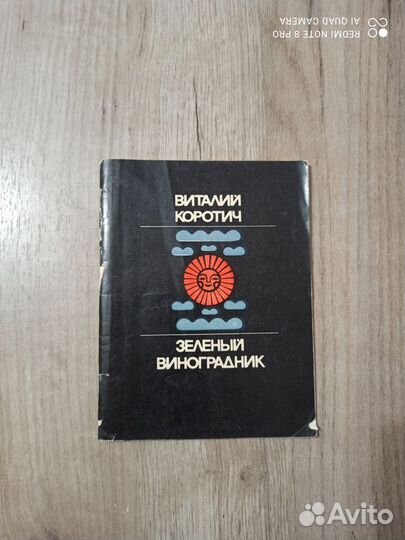 REDMI NOTE 8 PRO
AI QUAD CAMERA
ВИТАЛИЙ
КОРОТИЧ
ЗЕЛЕНЫЙ
ВИНОГРАДНИК
Avito